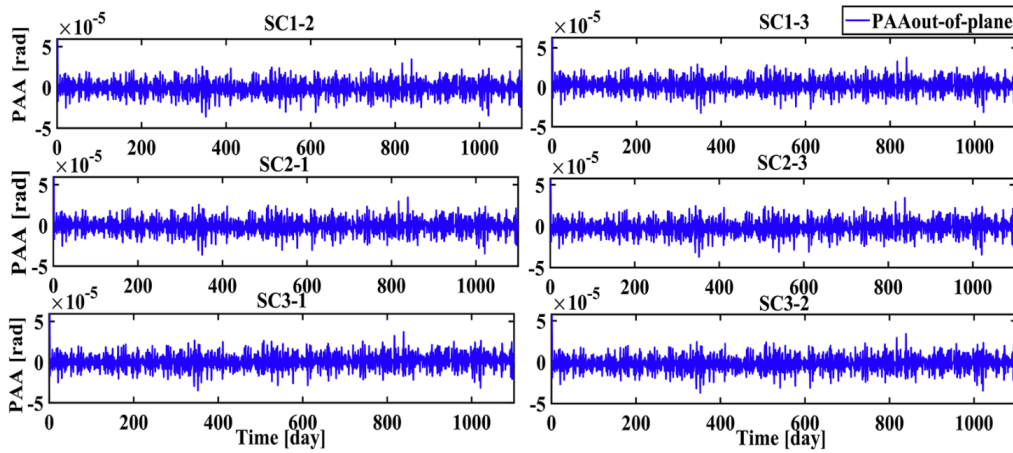 ×10⁻⁵ SC1-2
5
0
-5
PAA [rad]
0 200 400 600 800 1000
×10⁻⁵ SC1-3
PAAout-of-plane
5
0
-5
0 200 400 600 800 1000
×10⁻⁵ SC2-1
5
0
-5
PAA [rad]
0 200 400 600 800 1000
×10⁻⁵ SC2-3
5
0
-5
0 200 400 600 800 1000
×10⁻⁵ SC3-1
5
0
-5
PAA [rad]
0 200 400 600 800 1000
Time [day]
×10⁻⁵ SC3-2
5
0
-5
0 200 400 600 800 1000
Time [day]